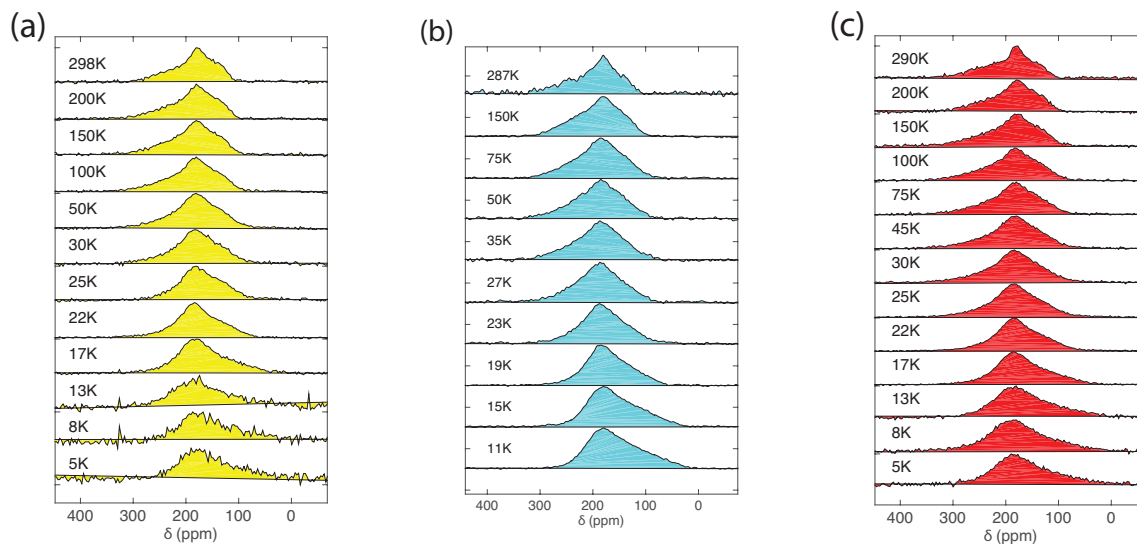 (a)
298K
200K
150K
100K
50K
30K
25K
22K
17K
13K
8K
5K
400 300 200 100 0
δ (ppm)
(b)
287K
150K
75K
50K
35K
27K
23K
19K
15K
11K
400 300 200 100 0
δ (ppm)
(c)
290K
200K
150K
100K
75K
45K
30K
25K
22K
17K
13K
8K
5K
400 300 200 100 0
δ (ppm)